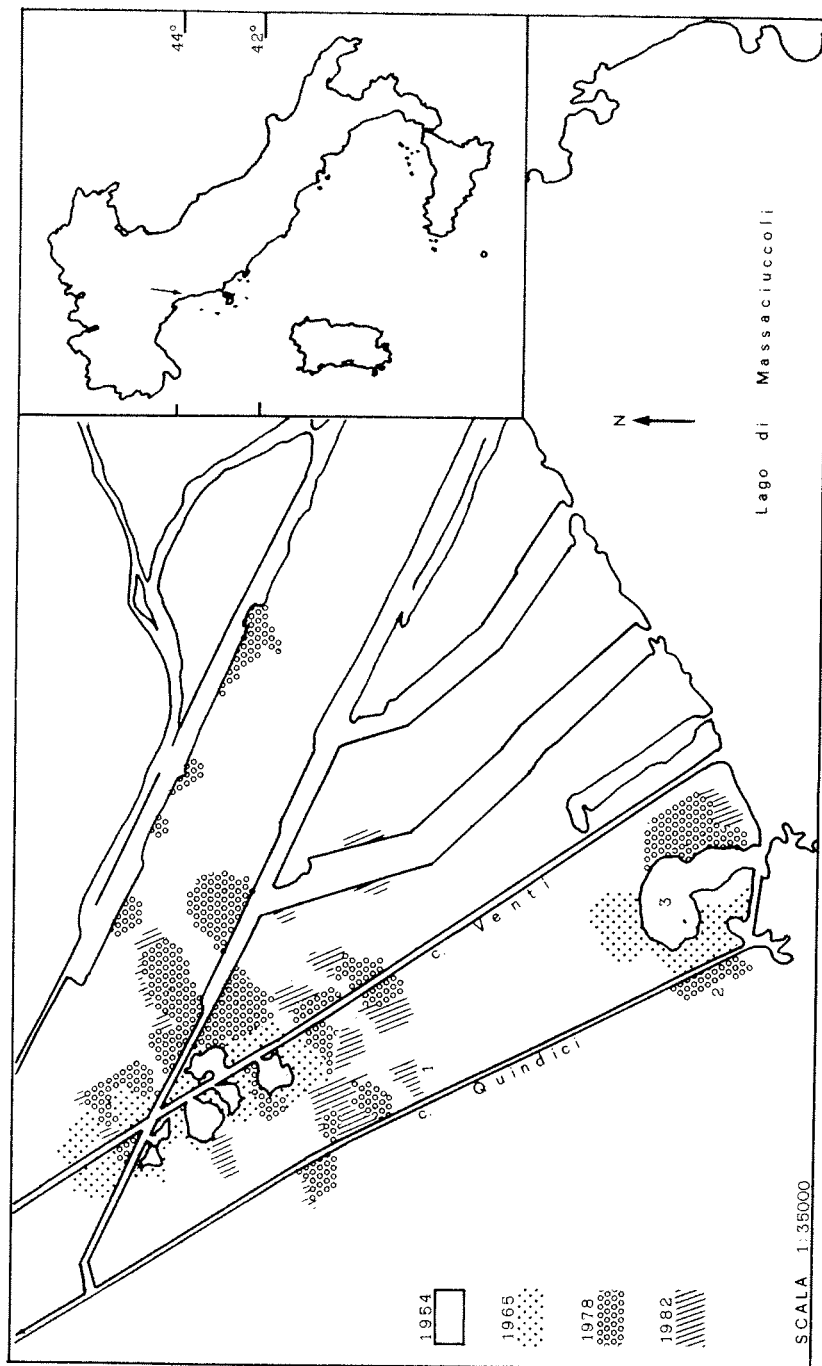 44°
42°
N
Lago di Massaciuccoli
c. Venti
c. Quindici
1
2
3
1954
1965
1978
1982
SCALA 1:35000